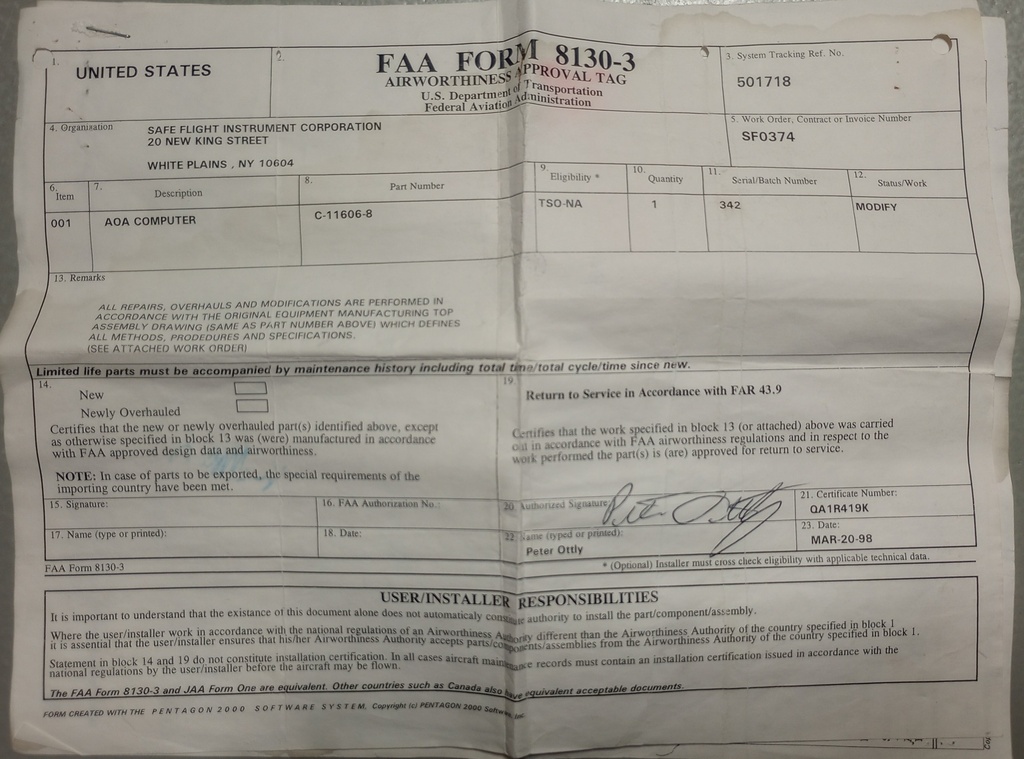 1.
UNITED STATES
2.
FAA FORM 8130-3
AIRWORTHINESS APPROVAL TAG
U.S. Department of Transportation
Federal Aviation Administration
3. System Tracking Ref. No.
501718
4. Organisation
SAFE FLIGHT INSTRUMENT CORPORATION
20 NEW KING STREET
WHITE PLAINS , NY 10604
5. Work Order, Contract or Invoice Number
SF0374
6. Item
7. Description
8. Part Number
9. Eligibility *
10. Quantity
11. Serial/Batch Number
12. Status/Work
001
AOA COMPUTER
C-11606-8
TSO-NA
1
342
MODIFY
13. Remarks
ALL REPAIRS, OVERHAULS AND MODIFICATIONS ARE PERFORMED IN
ACCORDANCE WITH THE ORIGINAL EQUIPMENT MANUFACTURING TOP
ASSEMBLY DRAWING (SAME AS PART NUMBER ABOVE) WHICH DEFINES
ALL METHODS, PRODEDURES AND SPECIFICATIONS.
(SEE ATTACHED WORK ORDER)
Limited life parts must be accompanied by maintenance history including total time/total cycle/time since new.
14.
New
Newly Overhauled
Certifies that the new or newly overhauled part(s) identified above, except
as otherwise specified in block 13 was (were) manufactured in accordance
with FAA approved design data and airworthiness.
NOTE: In case of parts to be exported, the special requirements of the
importing country have been met.
19.
Return to Service in Accordance with FAR 43.9
Certifies that the work specified in block 13 (or attached) above was carried
out in accordance with FAA airworthiness regulations and in respect to the
work performed the part(s) is (are) approved for return to service.
15. Signature:
16. FAA Authorization No.:
20. Authorized Signature:
Peter Ottly
21. Certificate Number:
QA1R419K
17. Name (type or printed):
18. Date:
22. Name (typed or printed):
Peter Ottly
23. Date:
MAR-20-98
FAA Form 8130-3
* (Optional) Installer must cross check eligibility with applicable technical data.
USER/INSTALLER RESPONSIBILITIES
It is important to understand that the existance of this document alone does not automaticaly constitute authority to install the part/component/assembly.
Where the user/installer work in accordance with the national regulations of an Airworthiness Authority different than the Airworthiness Authority of the country specified in block 1
it is essential that the user/installer ensures that his/her Airworthiness Authority accepts parts/components/assemblies from the Airworthiness Authority of the country specified in block 1.
Statement in block 14 and 19 do not constitute installation certification. In all cases aircraft maintenance records must contain an installation certification issued in accordance with the
national regulations by the user/installer before the aircraft may be flown.
The FAA Form 8130-3 and JAA Form One are equivalent. Other countries such as Canada also have equivalent acceptable documents.
FORM CREATED WITH THE PENTAGON 2000 SOFTWARE SYSTEM, Copyright (c) PENTAGON 2000 Software, Inc